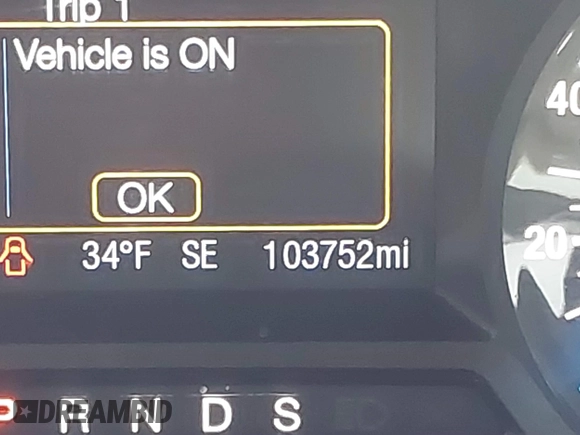 Trip 1
Vehicle is ON
OK
34°F SE 103752mi
40
20
P R N D S
DREAMBID